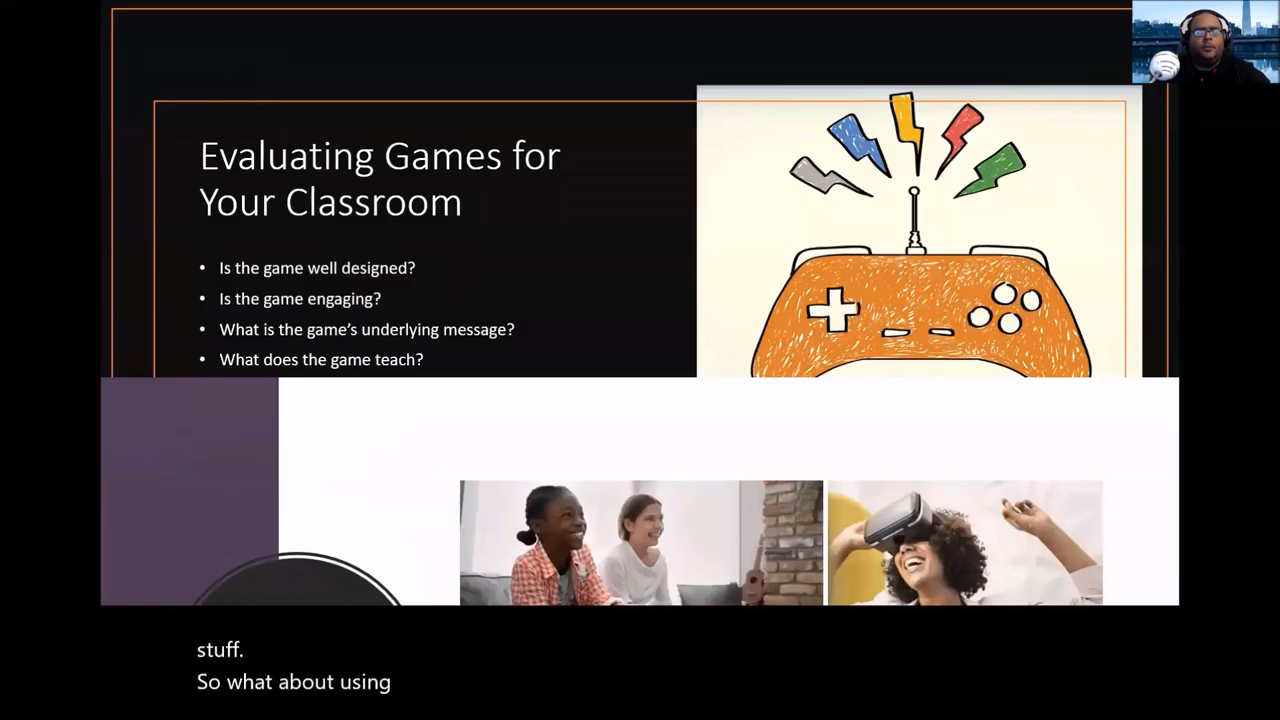 Evaluating Games for
Your Classroom
• Is the game well designed?
• Is the game engaging?
• What is the game’s underlying message?
• What does the game teach?
stuff.
So what about using